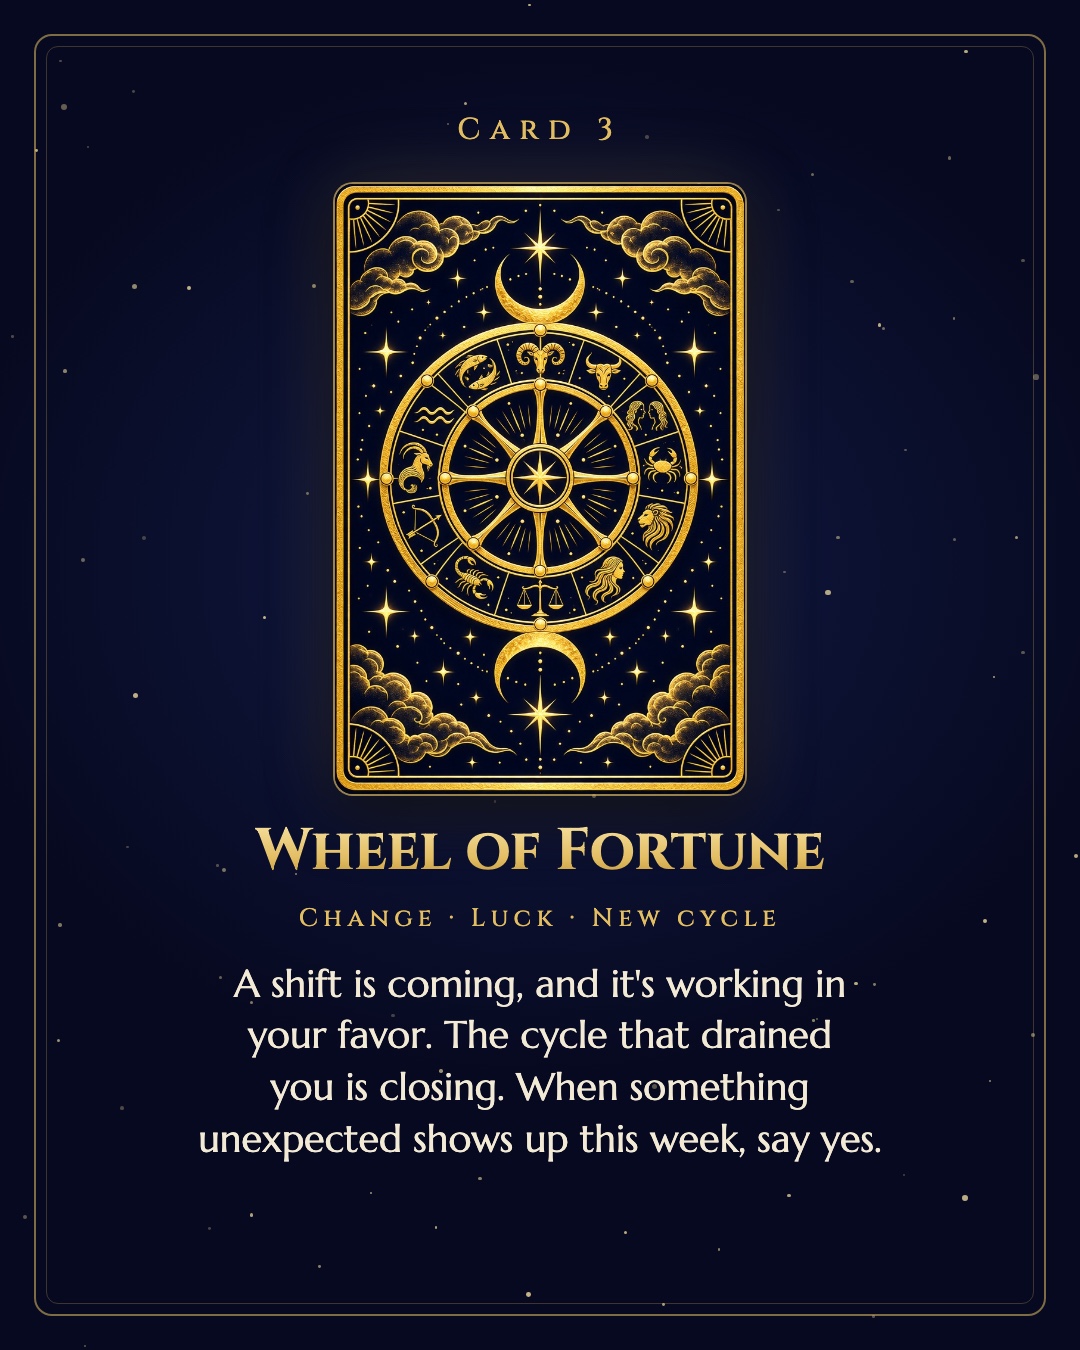 Card 3
Wheel of Fortune
Change · Luck · New cycle
A shift is coming, and it's working in
your favor. The cycle that drained
you is closing. When something
unexpected shows up this week, say yes.